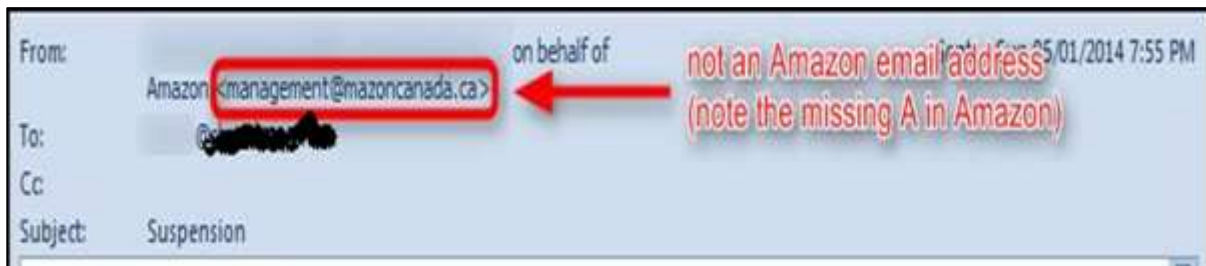 From: on behalf of
Amazon <management@mazoncanada.ca>
not an Amazon email address
(note the missing A in Amazon)
05/01/2014 7:55 PM
To:
Cc
Subject: Suspension